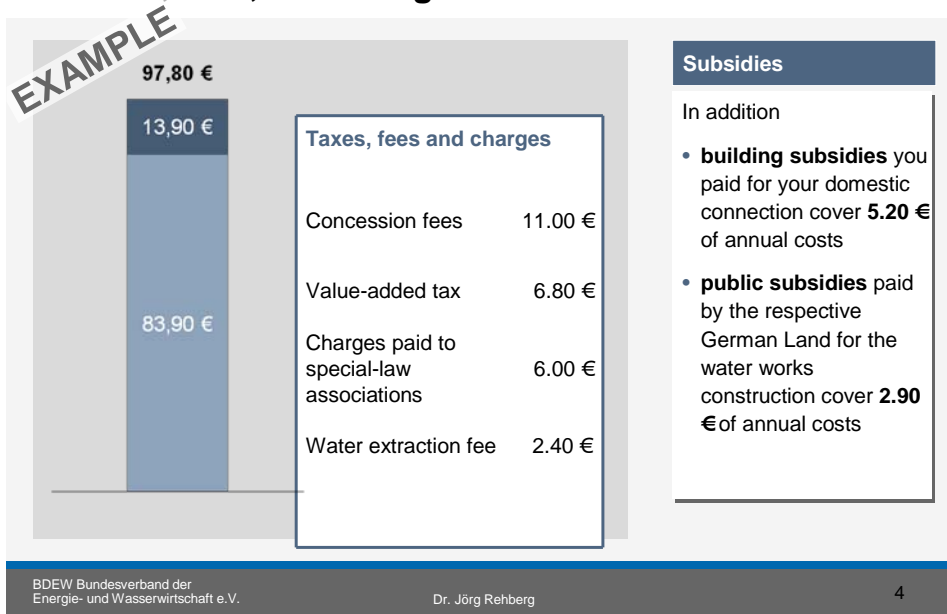 EXAMPLE
97,80 €
13,90 €
83,90 €
Taxes, fees and charges
Concession fees 11.00 €
Value-added tax 6.80 €
Charges paid to
special-law 6.00 €
associations
Water extraction fee 2.40 €
Subsidies
In addition
• building subsidies you
paid for your domestic
connection cover 5.20 €
of annual costs
• public subsidies paid
by the respective
German Land for the
water works
construction cover 2.90
€ of annual costs
BDEW Bundesverband der
Energie- und Wasserwirtschaft e.V.
Dr. Jörg Rehberg
4